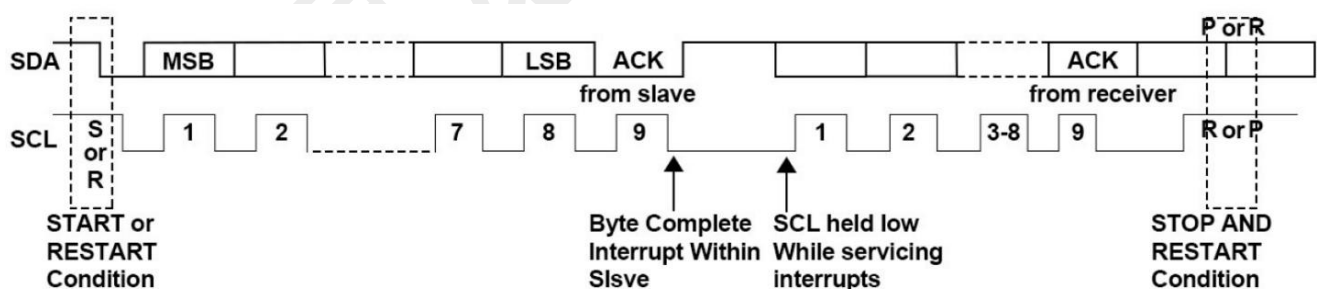 P or R
SDA MSB LSB ACK ACK
from slave from receiver
SCL S or R 1 2 7 8 9 1 2 3-8 9 R or P
START or
RESTART
Condition
Byte Complete
Interrupt Within
Slsve
SCL held low
While servicing
interrupts
STOP AND
RESTART
Condition